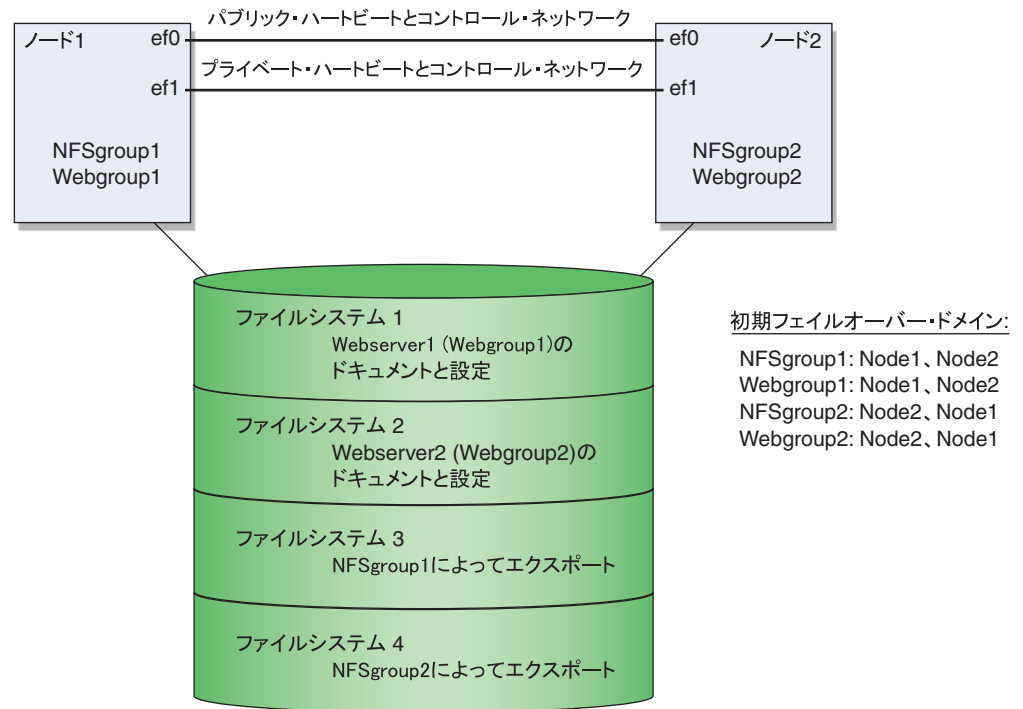 パブリック・ハートビートとコントロール・ネットワーク
ノード1
ef0
ef0
ノード2
プライベート・ハートビートとコントロール・ネットワーク
ef1
ef1
NFSgroup1
Webgroup1
NFSgroup2
Webgroup2
ファイルシステム 1
Webserver1 (Webgroup1)の
ドキュメントと設定
ファイルシステム 2
Webserver2 (Webgroup2)の
ドキュメントと設定
ファイルシステム 3
NFSgroup1によってエクスポート
ファイルシステム 4
NFSgroup2によってエクスポート
初期フェイルオーバー・ドメイン:
NFSgroup1: Node1、Node2
Webgroup1: Node1、Node2
NFSgroup2: Node2、Node1
Webgroup2: Node2、Node1